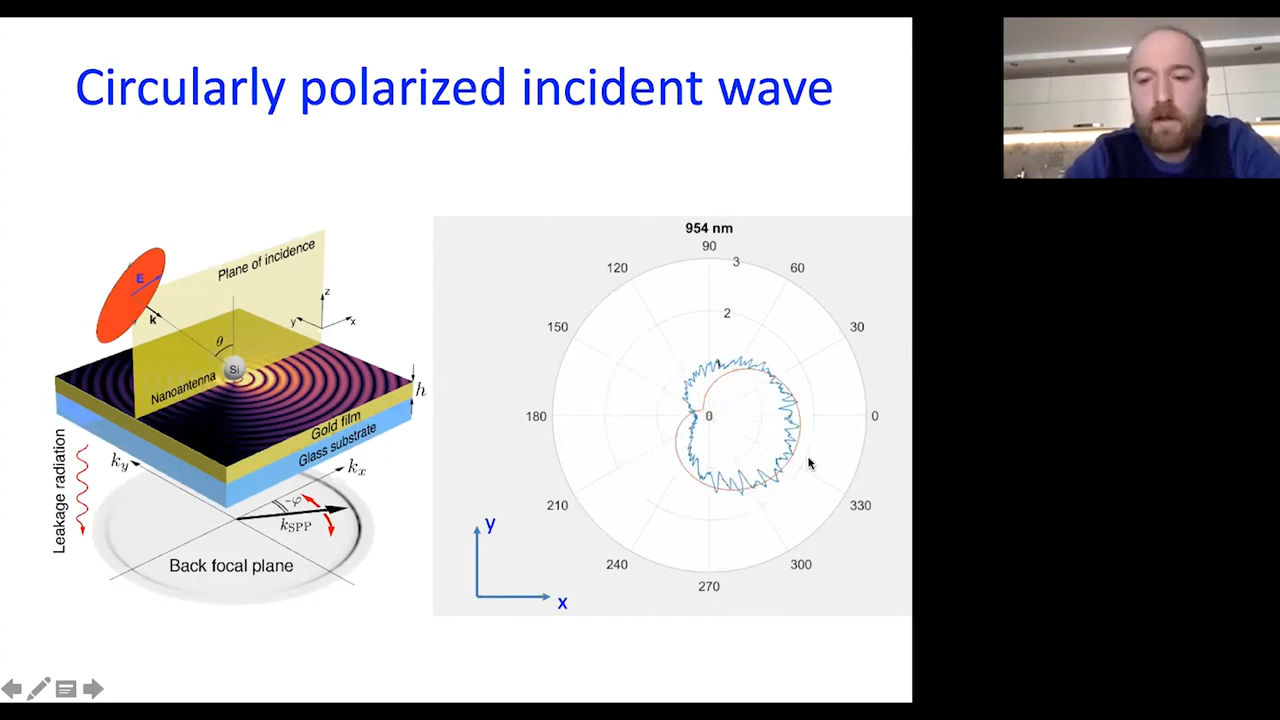 Circularly polarized incident wave
Plane of incidence
E
k
θ
z
y
x
Si
Nanoantenna
h
Gold film
Glass substrate
Leakage radiation
ky
kx
-φ
kSPP
Back focal plane
954 nm
90
120
3
60
2
150
30
1
180
0
0
210
330
240
300
270
y
x